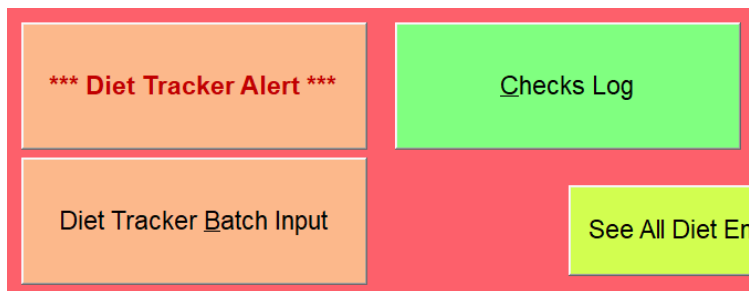 *** Diet Tracker Alert ***
Checks Log
Diet Tracker Batch Input
See All Diet